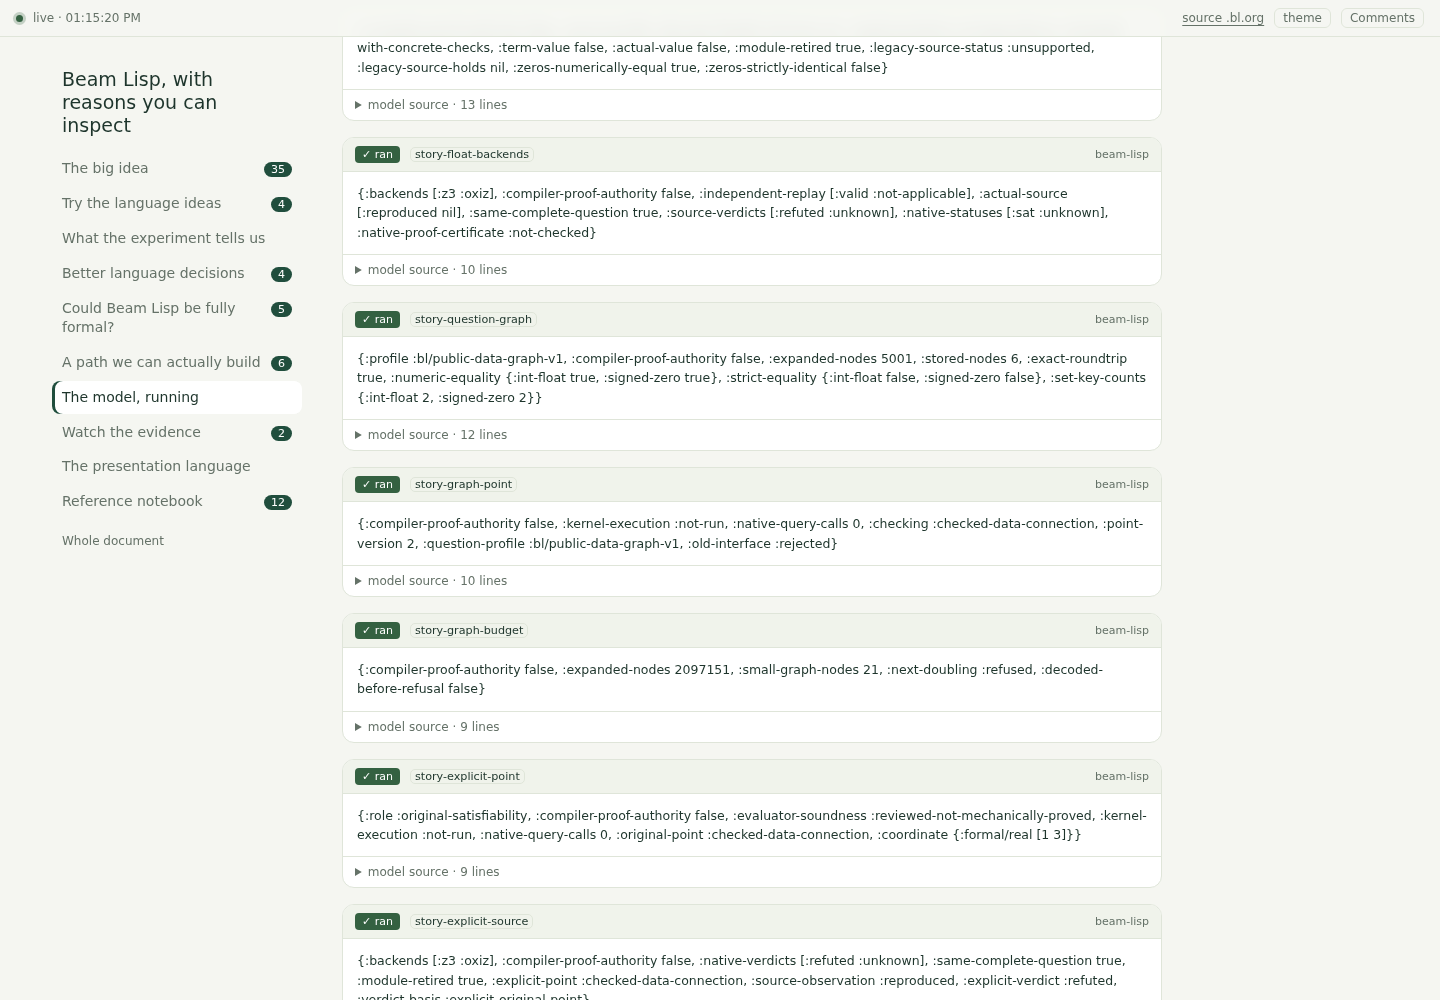 live · 01:15:20 PM
source .bl.org
theme
Comments
Beam Lisp, with
reasons you can
inspect
The big idea 35
Try the language ideas 4
What the experiment tells us
Better language decisions 4
Could Beam Lisp be fully 5
formal?
A path we can actually build 6
The model, running
Watch the evidence 2
The presentation language
Reference notebook 12
Whole document
with-concrete-checks, :term-value false, :actual-value false, :module-retired true, :legacy-source-status :unsupported,
:legacy-source-holds nil, :zeros-numerically-equal true, :zeros-strictly-identical false}
▶ model source · 13 lines
✓ ran story-float-backends beam-lisp
{:backends [:z3 :oxiz], :compiler-proof-authority false, :independent-replay [:valid :not-applicable], :actual-source
[:reproduced nil], :same-complete-question true, :source-verdicts [:refuted :unknown], :native-statuses [:sat :unknown],
:native-proof-certificate :not-checked}
▶ model source · 10 lines
✓ ran story-question-graph beam-lisp
{:profile :bl/public-data-graph-v1, :compiler-proof-authority false, :expanded-nodes 5001, :stored-nodes 6, :exact-roundtrip
true, :numeric-equality {:int-float true, :signed-zero true}, :strict-equality {:int-float false, :signed-zero false}, :set-key-counts
{:int-float 2, :signed-zero 2}}
▶ model source · 12 lines
✓ ran story-graph-point beam-lisp
{:compiler-proof-authority false, :kernel-execution :not-run, :native-query-calls 0, :checking :checked-data-connection, :point-
version 2, :question-profile :bl/public-data-graph-v1, :old-interface :rejected}
▶ model source · 10 lines
✓ ran story-graph-budget beam-lisp
{:compiler-proof-authority false, :expanded-nodes 2097151, :small-graph-nodes 21, :next-doubling :refused, :decoded-
before-refusal false}
▶ model source · 9 lines
✓ ran story-explicit-point beam-lisp
{:role :original-satisfiability, :compiler-proof-authority false, :evaluator-soundness :reviewed-not-mechanically-proved, :kernel-
execution :not-run, :native-query-calls 0, :original-point :checked-data-connection, :coordinate {:formal/real [1 3]}}
▶ model source · 9 lines
✓ ran story-explicit-source beam-lisp
{:backends [:z3 :oxiz], :compiler-proof-authority false, :native-verdicts [:refuted :unknown], :same-complete-question true,
:module-retired true, :explicit-point :checked-data-connection, :source-observation :reproduced, :explicit-verdict :refuted,
:verdict-basis :explicit-original-point}